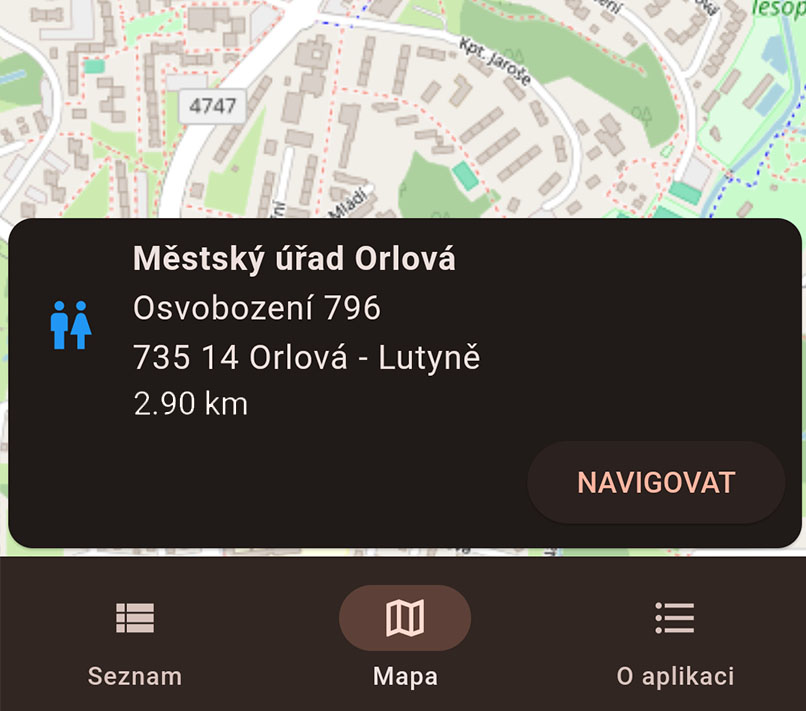 Kpt. Jaroše
4747
Mládí
Městský úřad Orlová
Osvobození 796
735 14 Orlová - Lutyně
2.90 km
NAVIGOVAT
Seznam
Mapa
O aplikaci